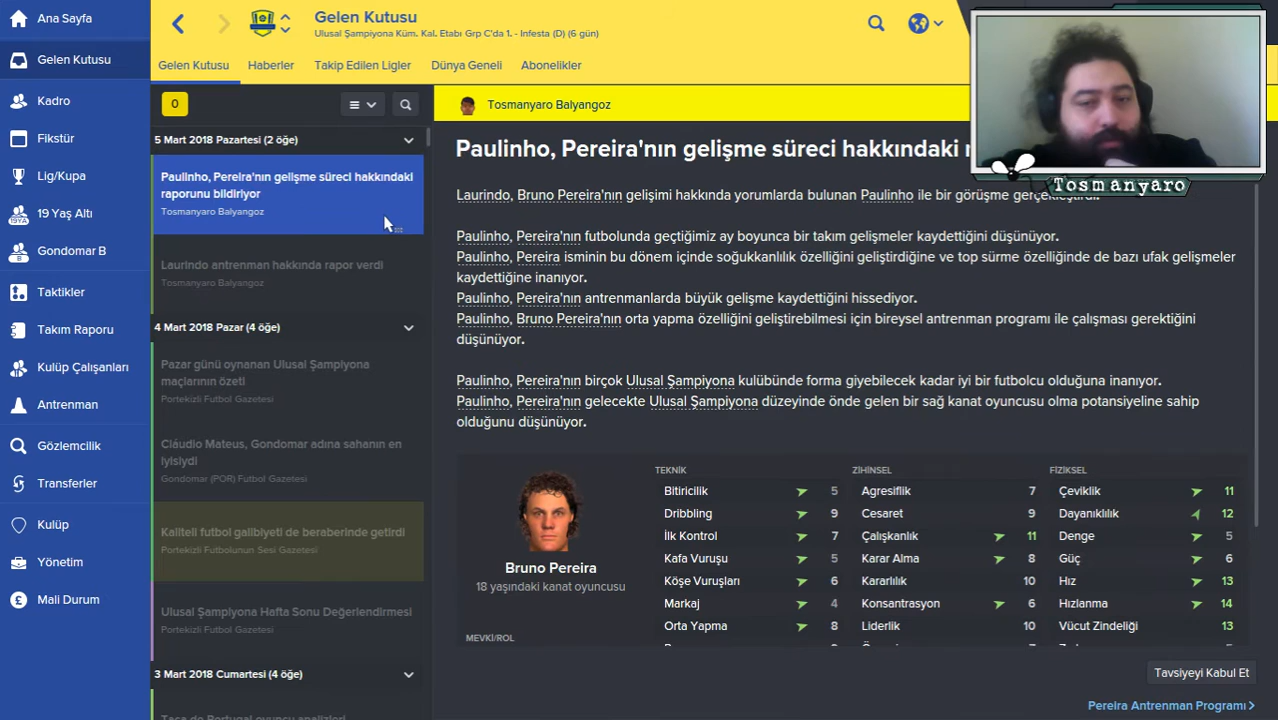 Ana Sayfa
Gelen Kutusu
Kadro
Fikstür
Lig/Kupa
19 Yaş Altı
Gondomar B
Taktikler
Takım Raporu
Kulüp Çalışanları
Antrenman
Gözlemcilik
Transferler
Kulüp
Yönetim
Mali Durum
Gelen Kutusu
Ulusal Şampiyona Küm. Kal. Etabı Grp C'da 1. - Infesta (D) (6 gün)
Gelen Kutusu Haberler Takip Edilen Ligler Dünya Geneli Abonelikler
0
5 Mart 2018 Pazartesi (2 öğe)
Paulinho, Pereira'nın gelişme süreci hakkındaki
raporunu bildiriyor
Tosmanyaro Balyangoz
Laurindo antrenman hakkında rapor verdi
Tosmanyaro Balyangoz
4 Mart 2018 Pazar (4 öğe)
Pazar günü oynanan Ulusal Şampiyona
maçlarının özeti
Portekizli Futbol Gazetesi
Cláudio Mateus, Gondomar adına sahanın en
iyisiydi
Gondomar (POR) Futbol Gazetesi
Kaliteli futbol galibiyeti de beraberinde getirdi
Portekizli Futbolunun Sesi Gazetesi
Ulusal Şampiyona Hafta Sonu Değerlendirmesi
Portekizli Futbol Gazetesi
3 Mart 2018 Cumartesi (4 öğe)
Taça de Portugal oyuncu analizleri
Tosmanyaro Balyangoz
Paulinho, Pereira'nın gelişme süreci hakkındaki
Tosmanyaro
Laurindo, Bruno Pereira'nın gelişimi hakkında yorumlarda bulunan Paulinho ile bir görüşme gerçekleştirdi.
Paulinho, Pereira'nın futbolunda geçtiğimiz ay boyunca bir takım gelişmeler kaydettiğini düşünüyor.
Paulinho, Pereira isminin bu dönem içinde soğukkanlılık özelliğini geliştirdiğine ve top sürme özelliğinde de bazı ufak gelişmeler
kaydettiğine inanıyor.
Paulinho, Pereira'nın antrenmanlarda büyük gelişme kaydettiğini hissediyor.
Paulinho, Bruno Pereira'nın orta yapma özelliğini geliştirebilmesi için bireysel antrenman programı ile çalışması gerektiğini
düşünüyor.
Paulinho, Pereira'nın birçok Ulusal Şampiyona kulübünde forma giyebilecek kadar iyi bir futbolcu olduğuna inanıyor.
Paulinho, Pereira'nın gelecekte Ulusal Şampiyona düzeyinde önde gelen bir sağ kanat oyuncusu olma potansiyeline sahip
olduğunu düşünüyor.
Bruno Pereira
18 yaşındaki kanat oyuncusu
MEVKİ/ROL
TEKNİK
Bitiricilik 5
Dribbling 9
İlk Kontrol 7
Kafa Vuruşu 5
Köşe Vuruşları 6
Markaj 4
Orta Yapma 8
ZİHİNSEL
Agresiflik 7
Cesaret 9
Çalışkanlık 11
Karar Alma 8
Kararlılık 10
Konsantrasyon 6
Liderlik 10
FİZİKSEL
Çeviklik 11
Dayanıklılık 12
Denge 5
Güç 6
Hız 13
Hızlanma 14
Vücut Zindeliği 13
Tavsiyeyi Kabul Et
Pereira Antrenman Programı >